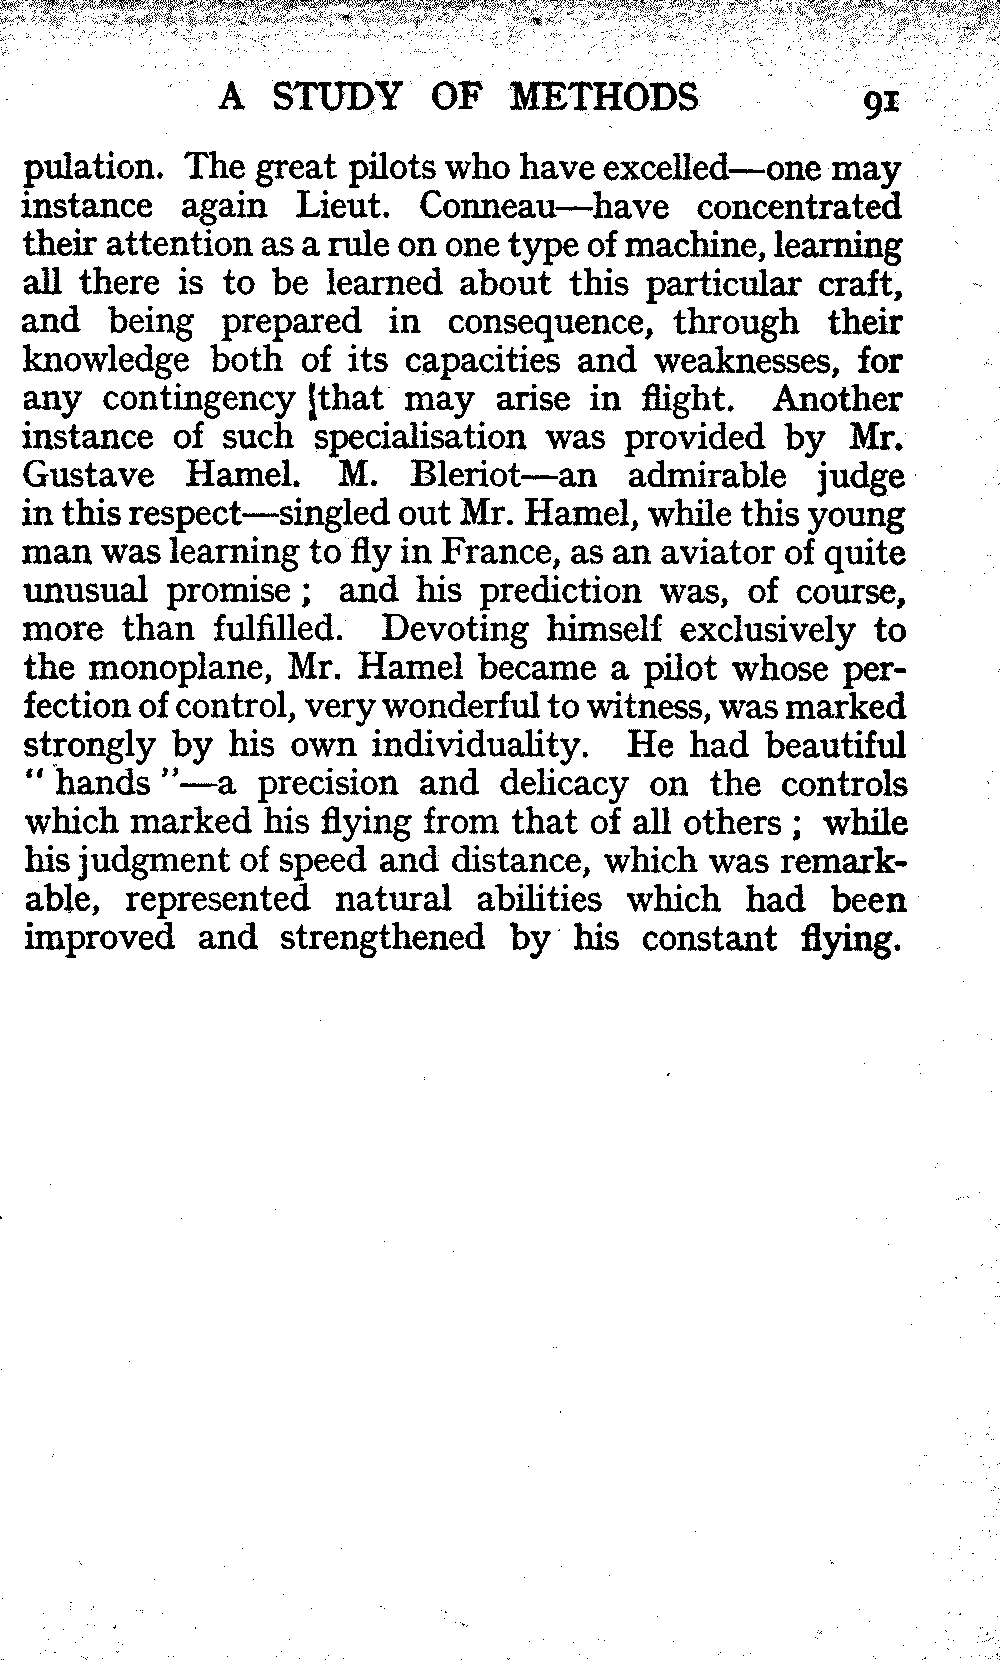 A STUDY OF METHODS 91
pulation. The great pilots who have excelled—one may
instance again Lieut. Conneau—have concentrated
their attention as a rule on one type of machine, learning
all there is to be learned about this particular craft,
and being prepared in consequence, through their
knowledge both of its capacities and weaknesses, for
any contingency that may arise in flight. Another
instance of such specialisation was provided by Mr.
Gustave Hamel. M. Bleriot—an admirable judge
in this respect—singled out Mr. Hamel, while this young
man was learning to fly in France, as an aviator of quite
unusual promise ; and his prediction was, of course,
more than fulfilled. Devoting himself exclusively to
the monoplane, Mr. Hamel became a pilot whose per-
fection of control, very wonderful to witness, was marked
strongly by his own individuality. He had beautiful
“ hands ”—a precision and delicacy on the controls
which marked his flying from that of all others ; while
his judgment of speed and distance, which was remark-
able, represented natural abilities which had been
improved and strengthened by his constant flying.